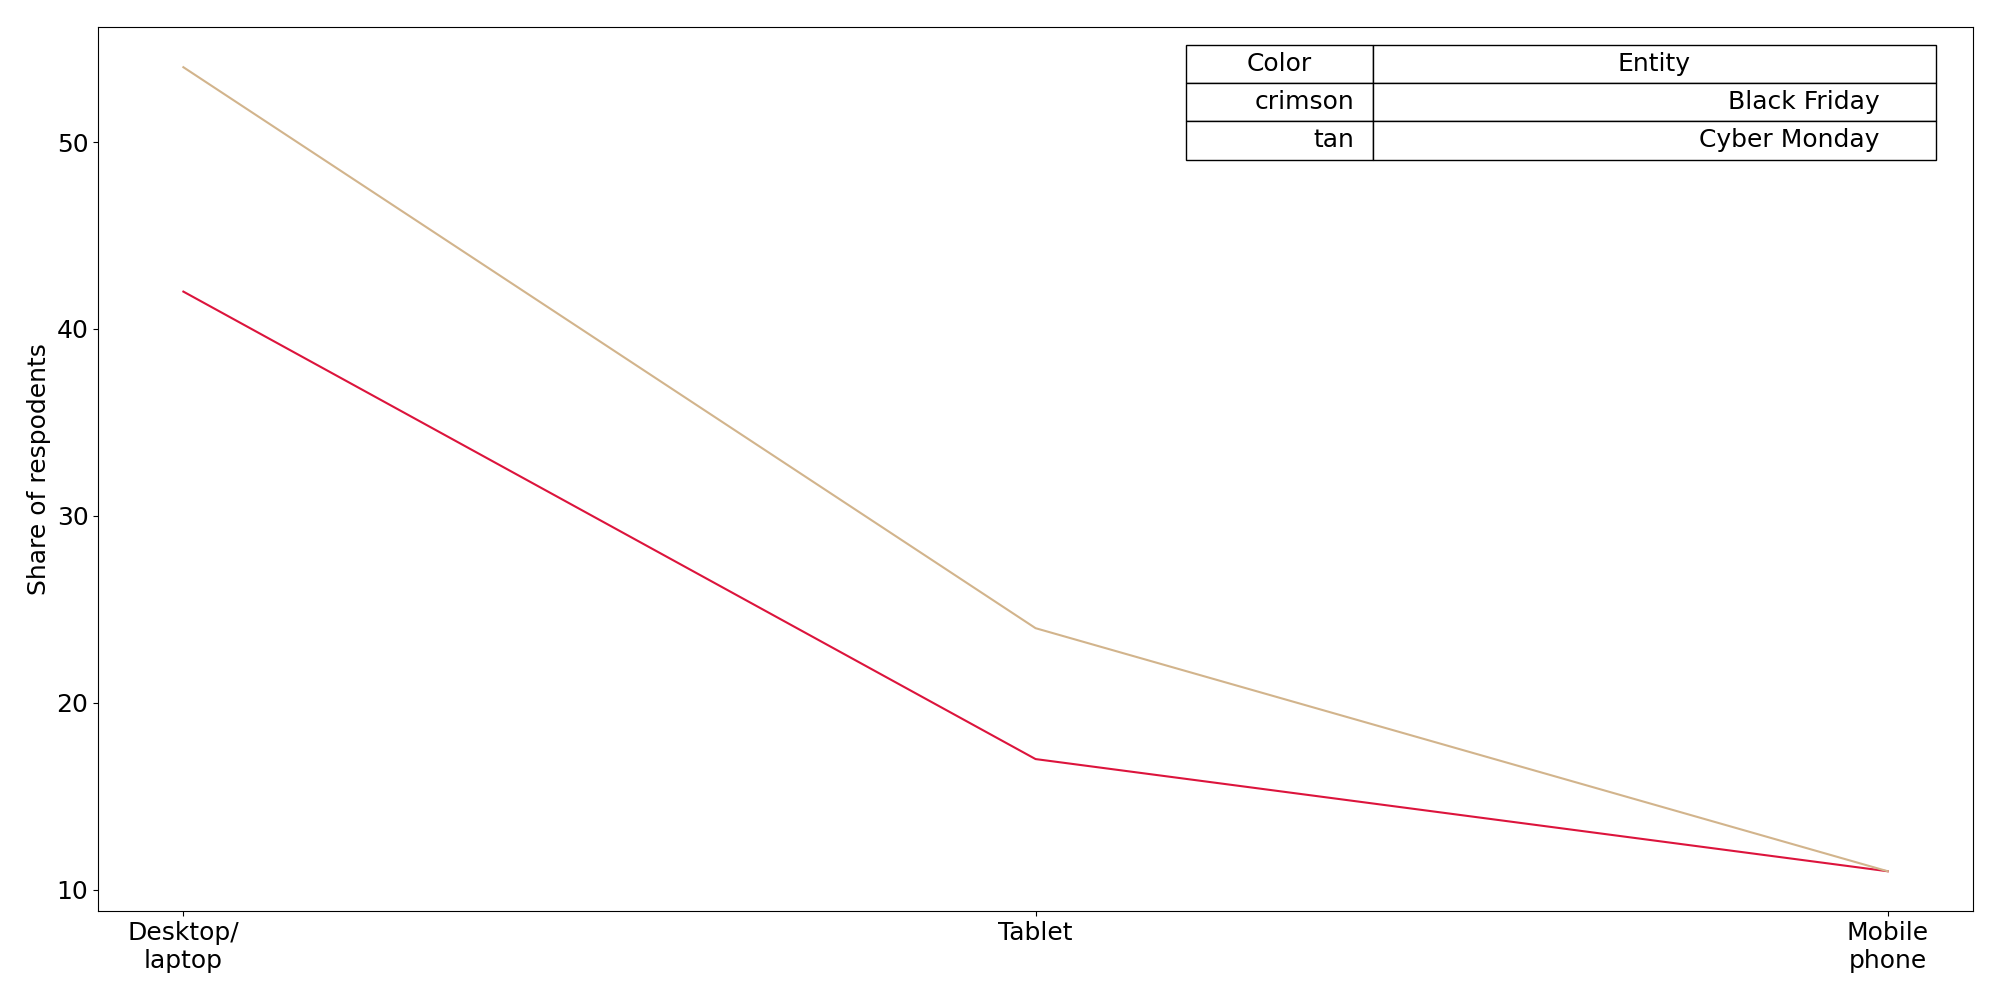 Color Entity
crimson Black Friday
tan Cyber Monday
Share of respodents
50
40
30
20
10
Desktop/
laptop
Tablet
Mobile
phone